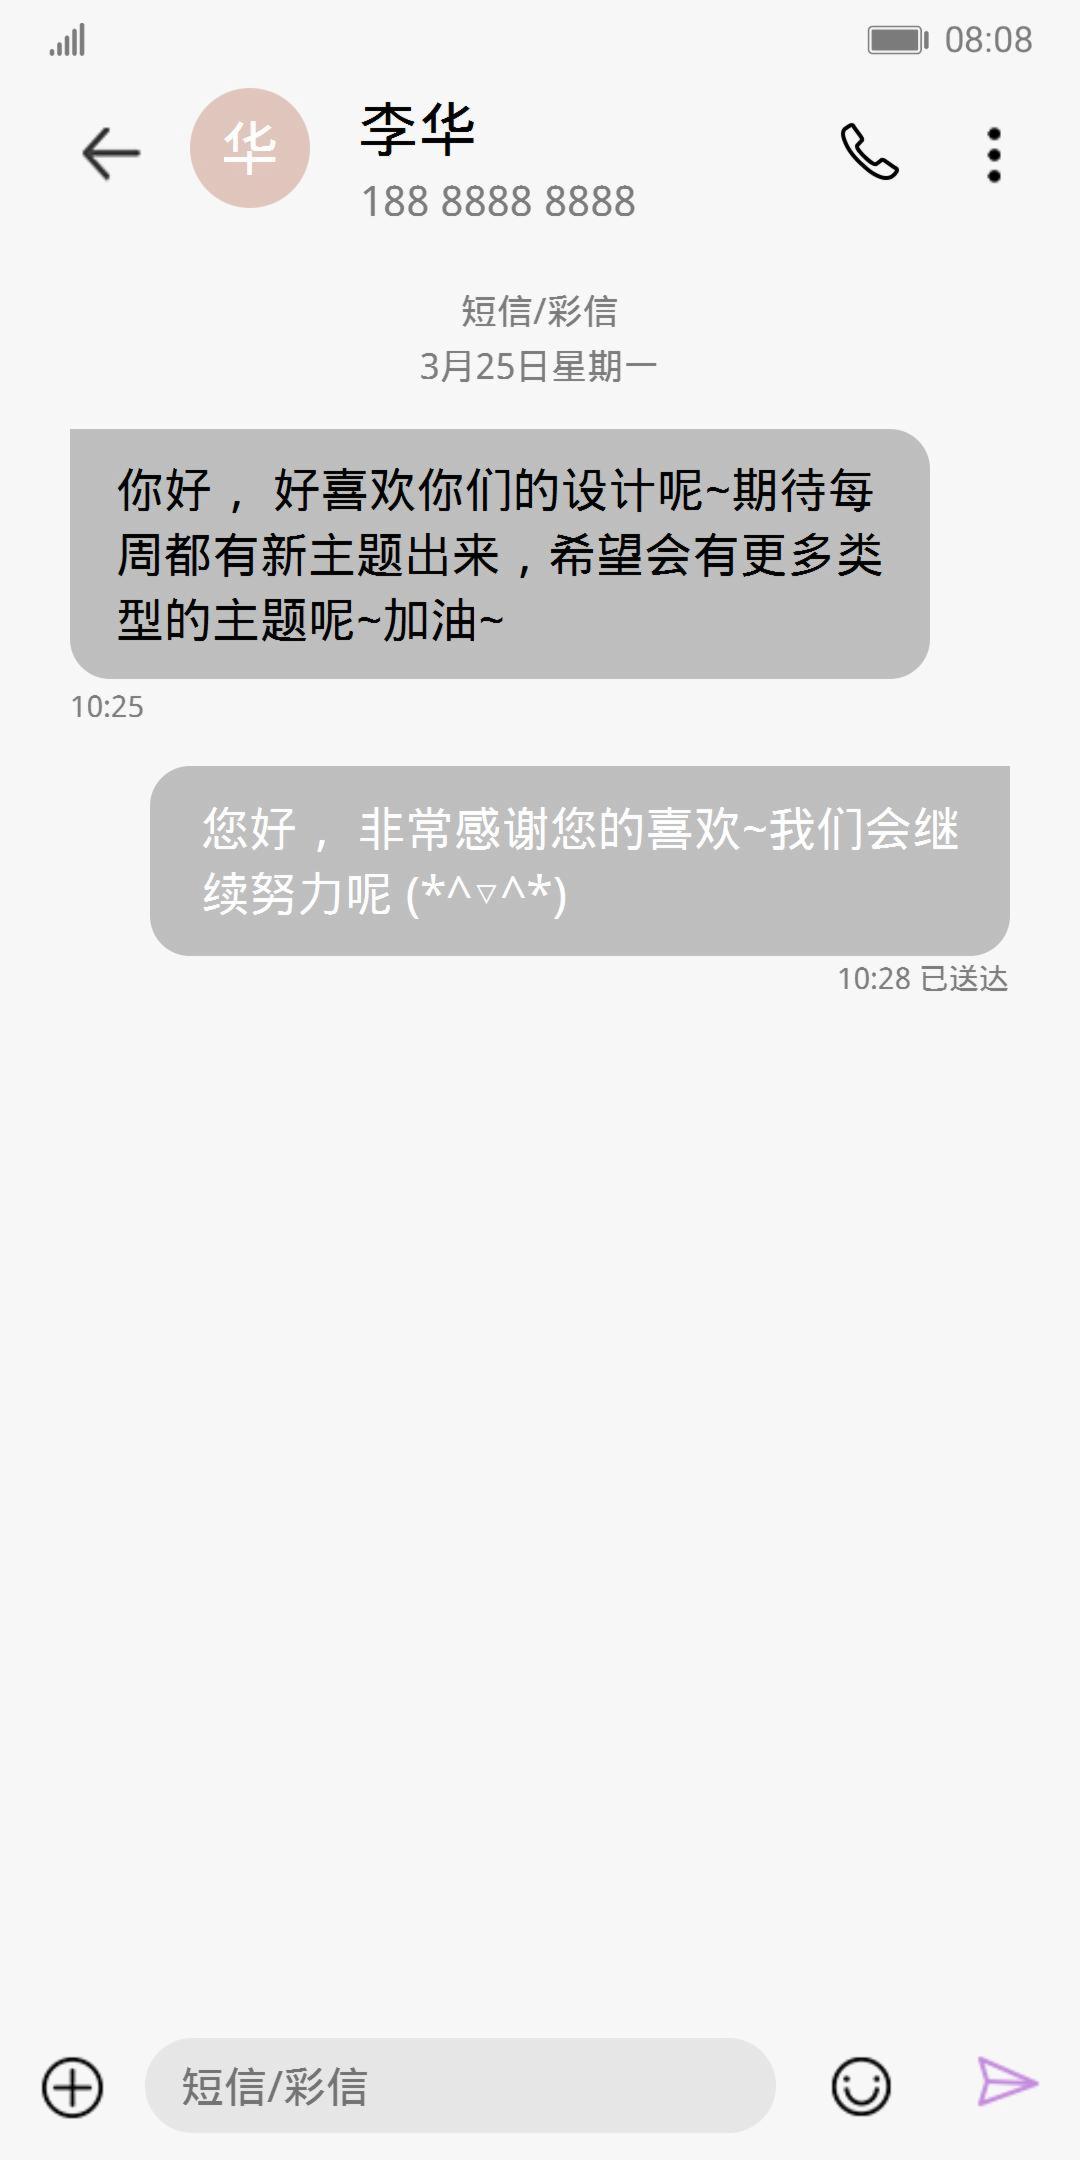 08:08
华
李华
188 8888 8888
短信/彩信
3月25日星期一
你好，好喜欢你们的设计呢~期待每
周都有新主题出来，希望会有更多类
型的主题呢~加油~
10:25
您好，非常感谢您的喜欢~我们会继
续努力呢 (*^▿^*)
10:28 已送达
短信/彩信